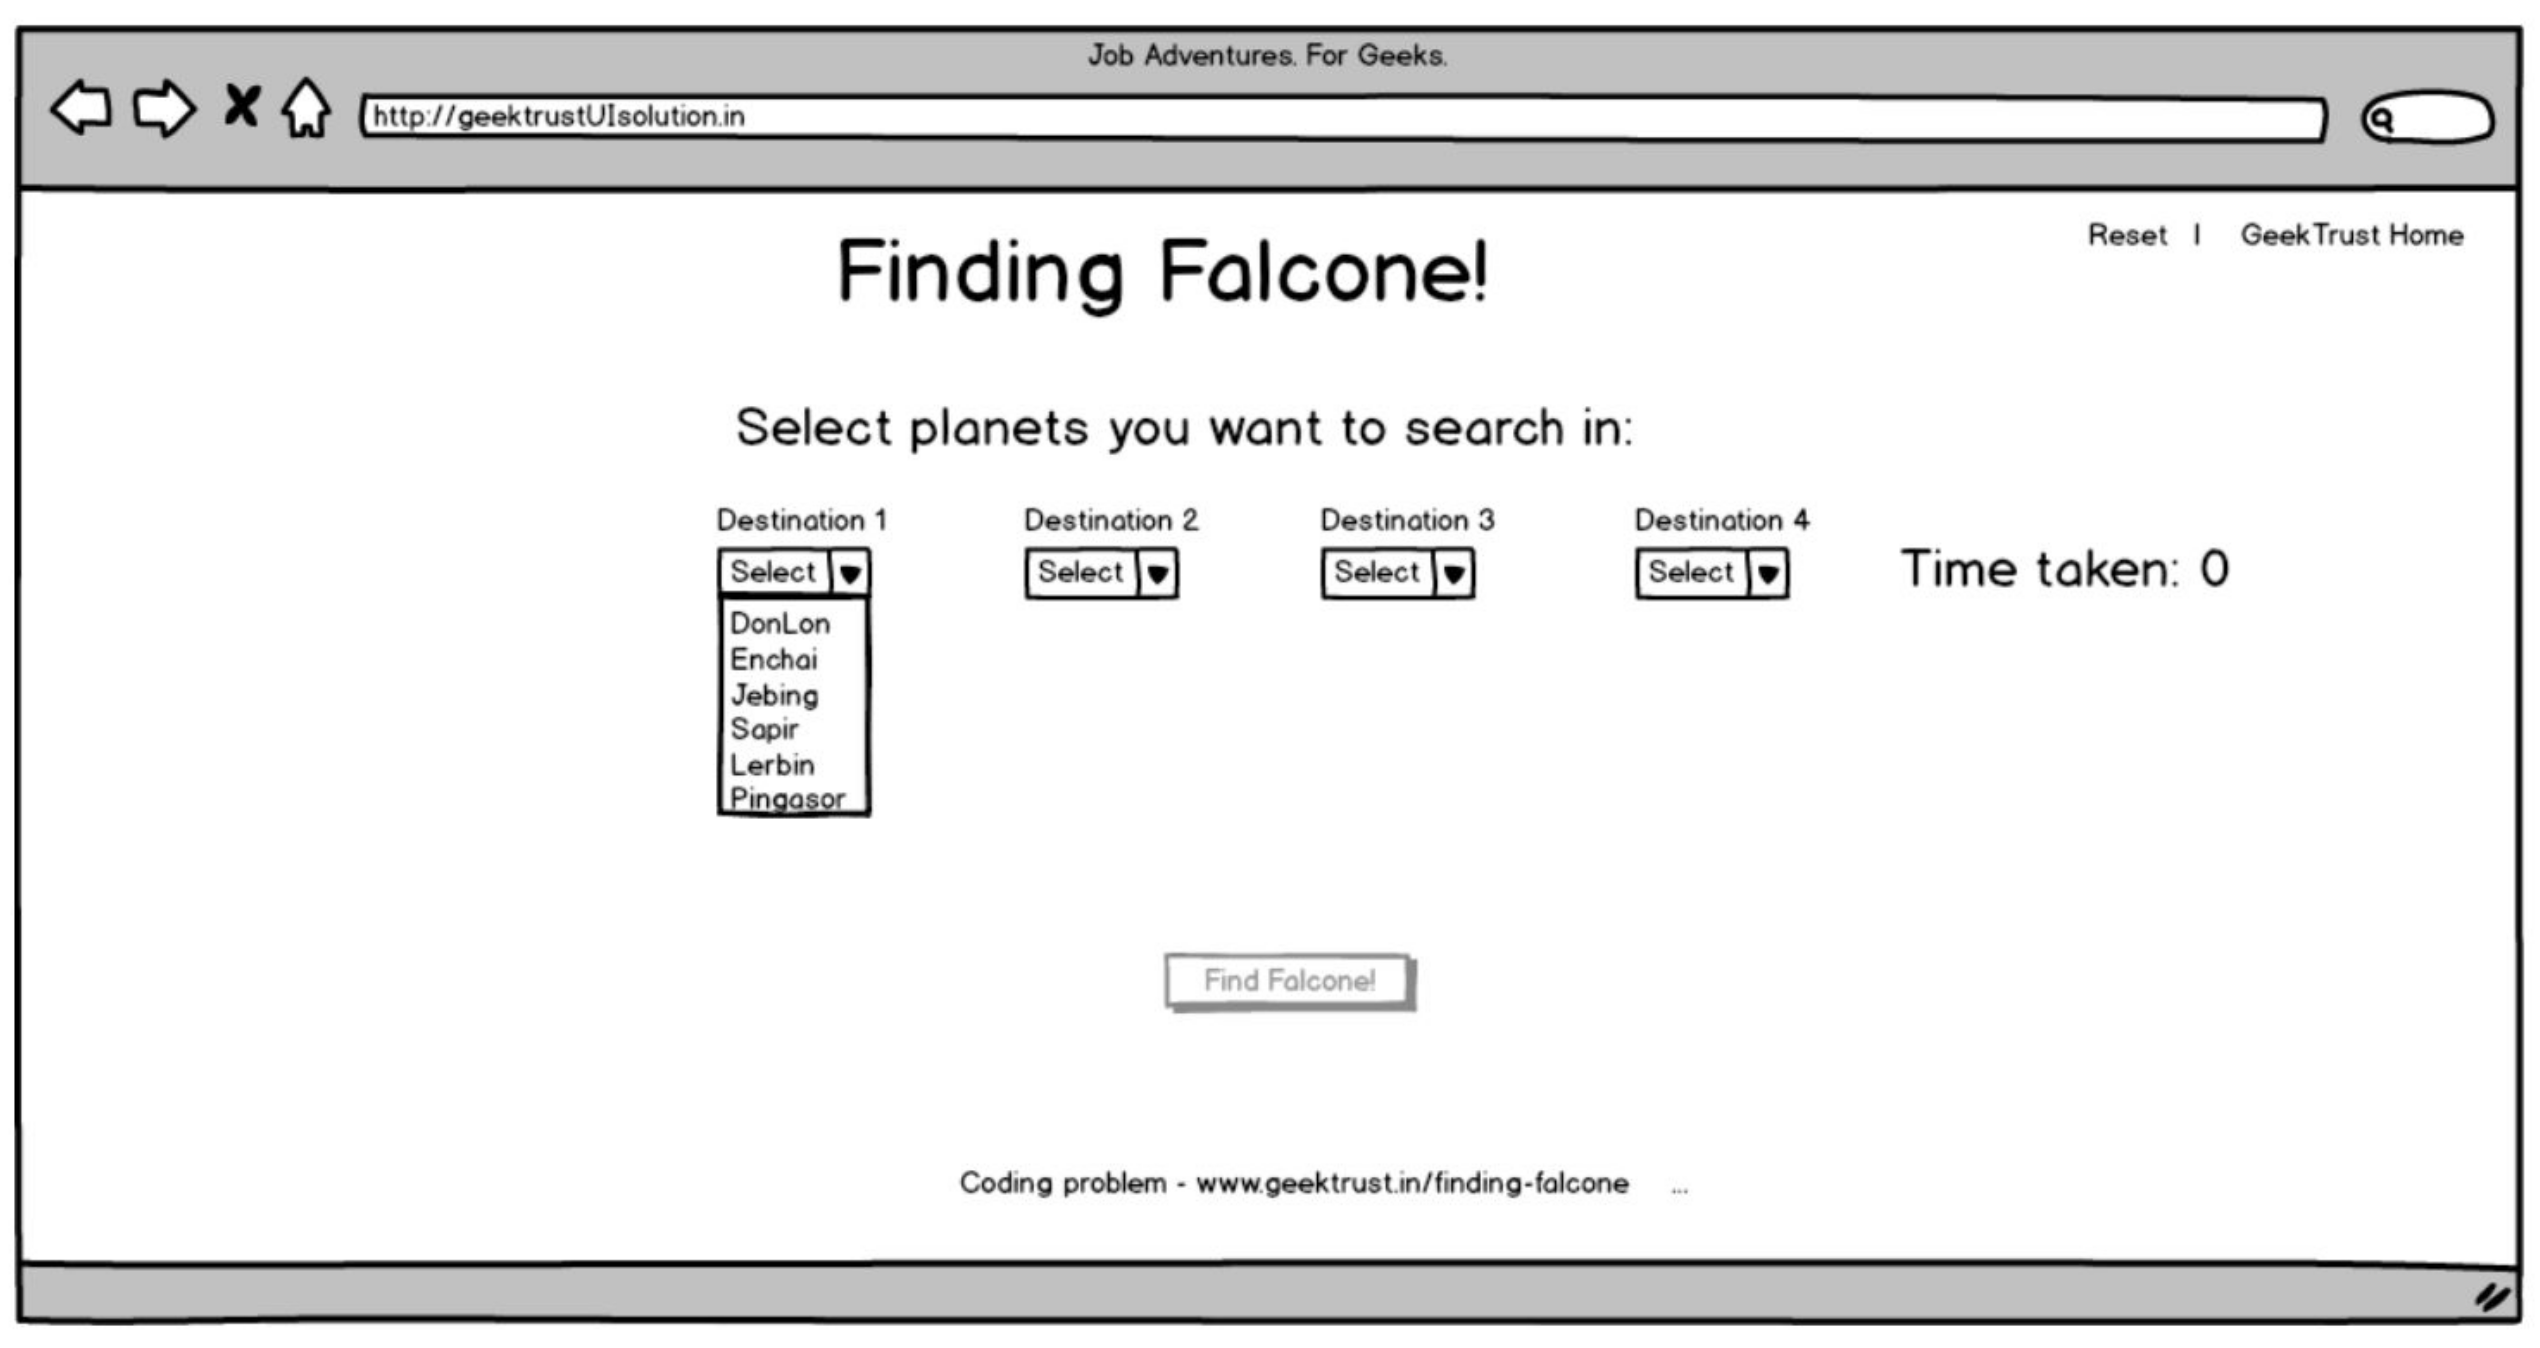 Job Adventures. For Geeks.
http://geektrustUIsolution.in
Reset | GeekTrust Home
Finding Falcone!
Select planets you want to search in:
Destination 1 Destination 2 Destination 3 Destination 4
Select Select Select Select Time taken: 0
DonLon
Enchai
Jebing
Sapir
Lerbin
Pingasor
Find Falcone!
Coding problem - www.geektrust.in/finding-falcone ...